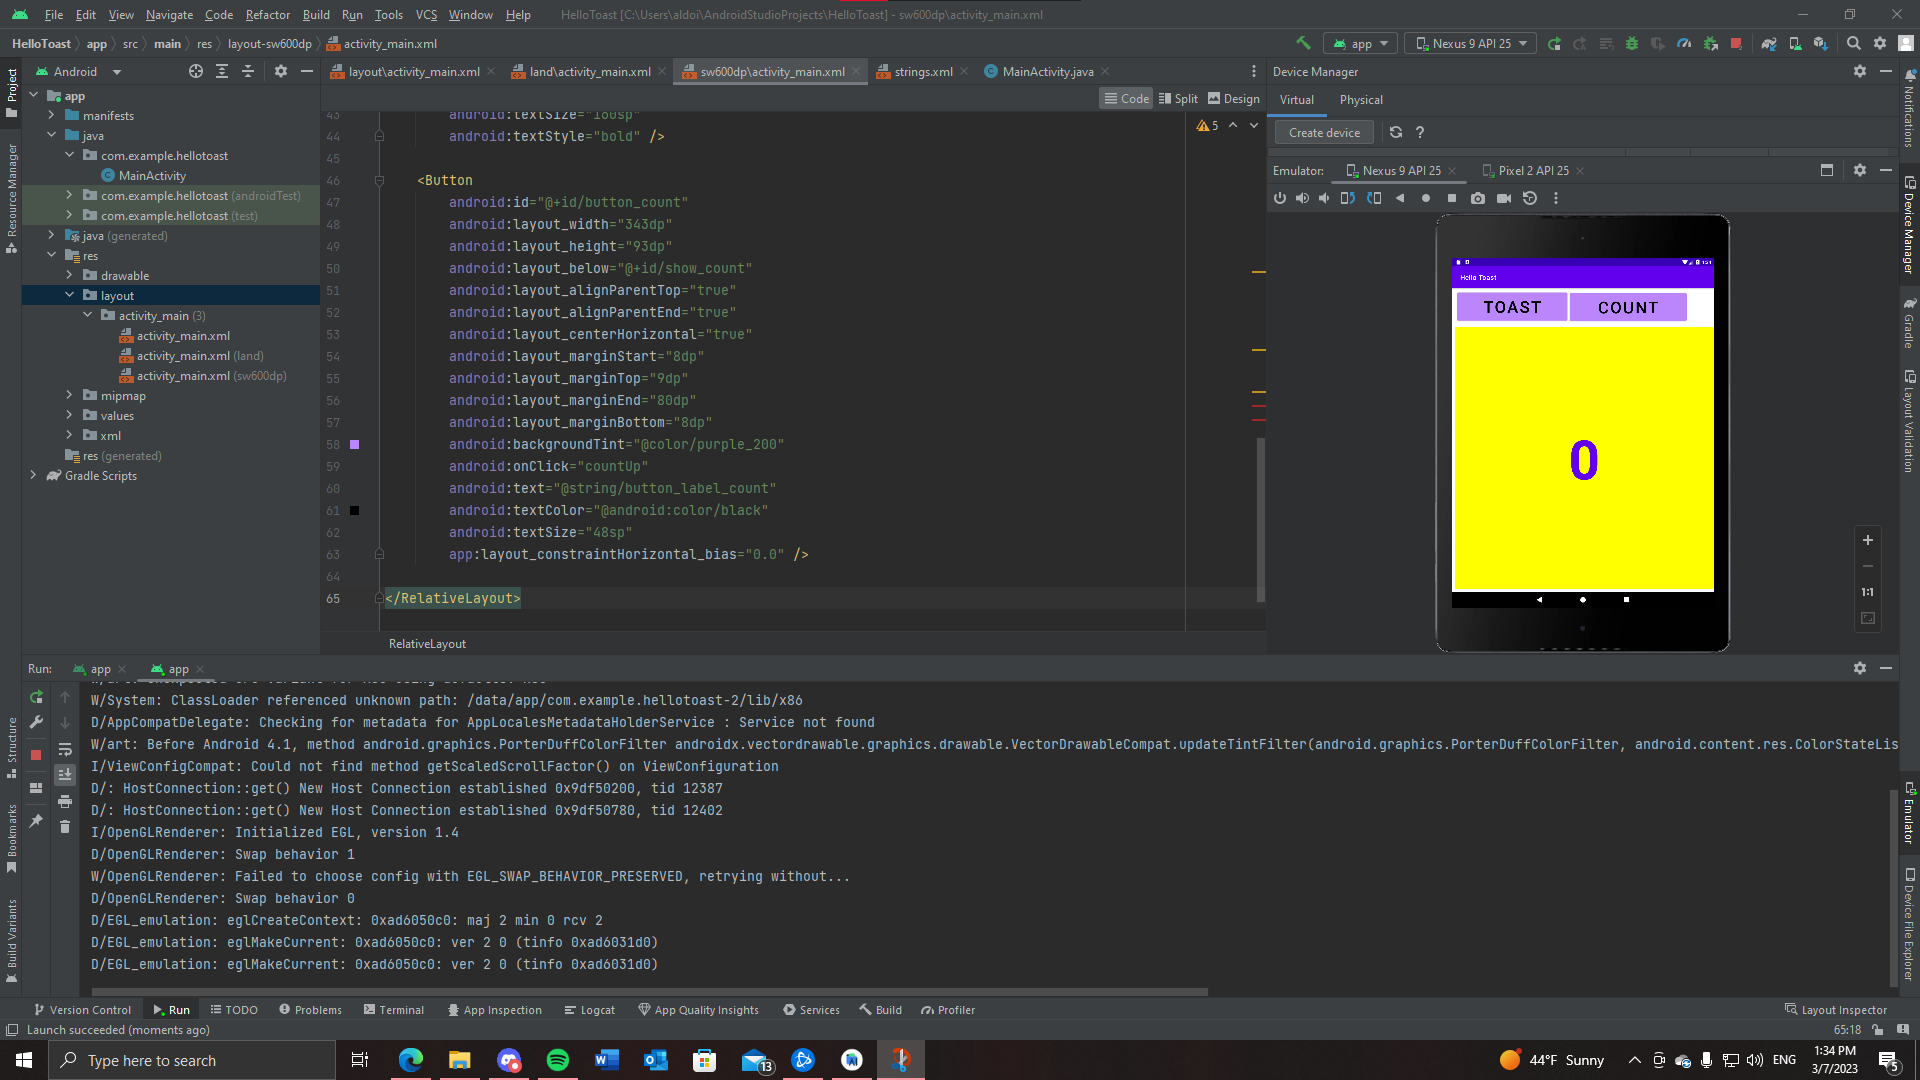 File Edit View Navigate Code Refactor Build Run Tools VCS Window Help HelloToast [C:\Users\aldoi\AndroidStudioProjects\HelloToast] - sw600dp\activity_main.xml
HelloToast app src main res layout-sw600dp activity_main.xml
app Nexus 9 API 25
Project
Resource Manager
Structure
Bookmarks
Build Variants
Android
app
manifests
java
com.example.hellotoast
MainActivity
com.example.hellotoast (androidTest)
com.example.hellotoast (test)
java (generated)
res
drawable
layout
activity_main (3)
activity_main.xml
activity_main.xml (land)
activity_main.xml (sw600dp)
mipmap
values
xml
res (generated)
Gradle Scripts
layout\activity_main.xml land\activity_main.xml sw600dp\activity_main.xml strings.xml MainActivity.java
Code Split Design
5
43 android:textSize="160sp"
44 android:textStyle="bold" />
45
46 <Button
47 android:id="@+id/button_count"
48 android:layout_width="343dp"
49 android:layout_height="93dp"
50 android:layout_below="@+id/show_count"
51 android:layout_alignParentTop="true"
52 android:layout_alignParentEnd="true"
53 android:layout_centerHorizontal="true"
54 android:layout_marginStart="8dp"
55 android:layout_marginTop="9dp"
56 android:layout_marginEnd="80dp"
57 android:layout_marginBottom="8dp"
58 android:backgroundTint="@color/purple_200"
59 android:onClick="countUp"
60 android:text="@string/button_label_count"
61 android:textColor="@android:color/black"
62 android:textSize="48sp"
63 app:layout_constraintHorizontal_bias="0.0" />
64
65 </RelativeLayout>
RelativeLayout
Device Manager
Virtual Physical
Create device ?
Emulator: Nexus 9 API 25 Pixel 2 API 25
Hello Toast
TOAST COUNT
0
1:1
Notifications
Device Manager
Gradle
Layout Validation
Emulator
Device File Explorer
Run: app app
W/System: ClassLoader referenced unknown path: /data/app/com.example.hellotoast-2/lib/x86
D/AppCompatDelegate: Checking for metadata for AppLocalesMetadataHolderService : Service not found
W/art: Before Android 4.1, method android.graphics.PorterDuffColorFilter androidx.vectordrawable.graphics.drawable.VectorDrawableCompat.updateTintFilter(android.graphics.PorterDuffColorFilter, android.content.res.ColorStateLis
I/ViewConfigCompat: Could not find method getScaledScrollFactor() on ViewConfiguration
D/: HostConnection::get() New Host Connection established 0x9df50200, tid 12387
D/: HostConnection::get() New Host Connection established 0x9df50780, tid 12402
I/OpenGLRenderer: Initialized EGL, version 1.4
D/OpenGLRenderer: Swap behavior 1
W/OpenGLRenderer: Failed to choose config with EGL_SWAP_BEHAVIOR_PRESERVED, retrying without...
D/OpenGLRenderer: Swap behavior 0
D/EGL_emulation: eglCreateContext: 0xad6050c0: maj 2 min 0 rcv 2
D/EGL_emulation: eglMakeCurrent: 0xad6050c0: ver 2 0 (tinfo 0xad6031d0)
D/EGL_emulation: eglMakeCurrent: 0xad6050c0: ver 2 0 (tinfo 0xad6031d0)
Version Control Run TODO Problems Terminal App Inspection Logcat App Quality Insights Services Build Profiler Layout Inspector
Launch succeeded (moments ago) 65:18
Type here to search 13 44°F Sunny ENG 1:34 PM
3/7/2023 5